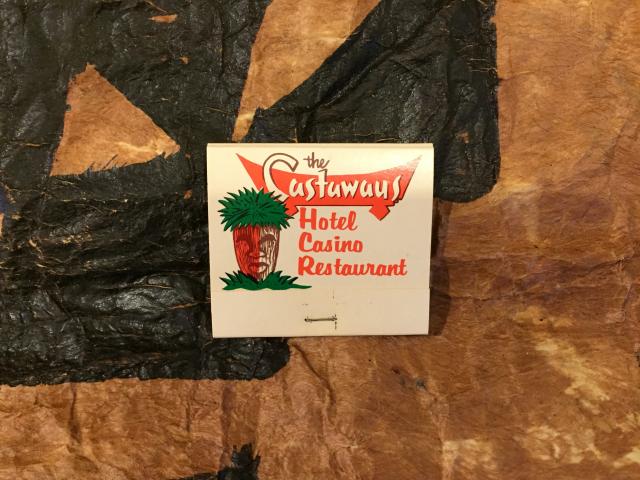 the
Castaways
Hotel
Casino
Restaurant